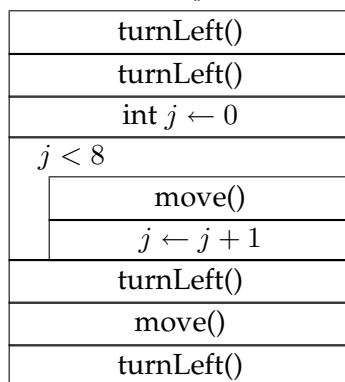 turnLeft()
turnLeft()
int j ← 0
j < 8
move()
j ← j + 1
turnLeft()
move()
turnLeft()